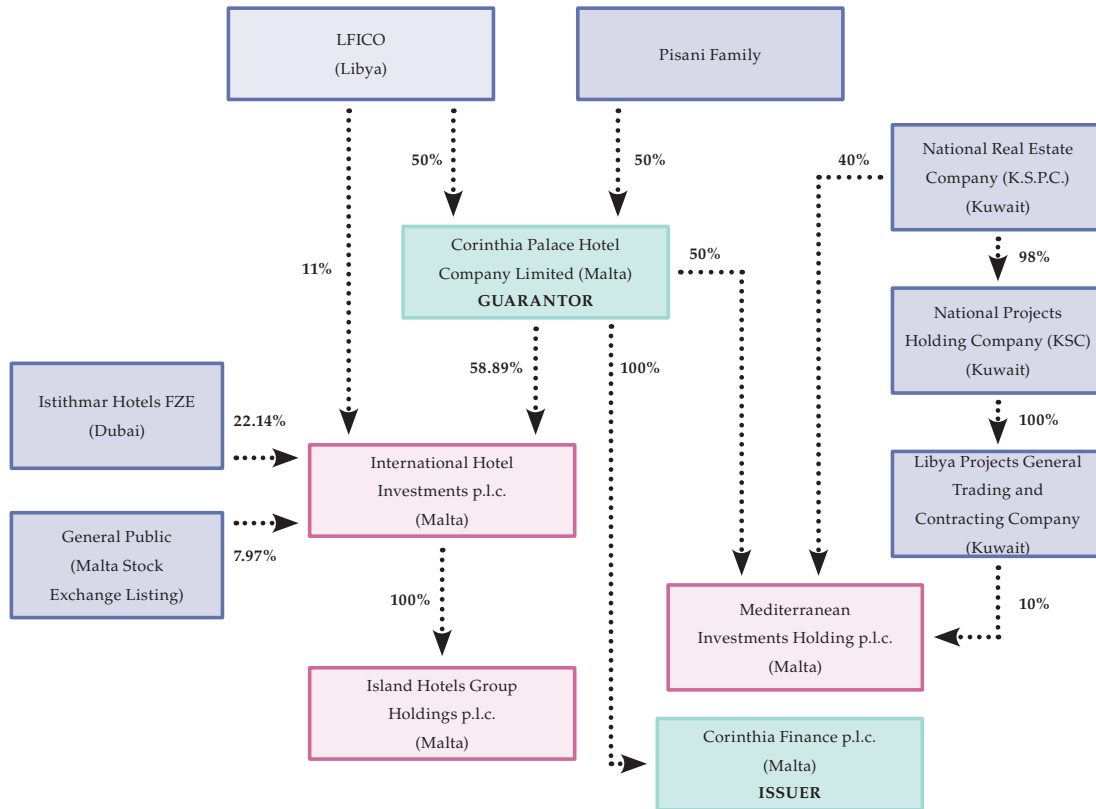 LFICO
(Libya)
Pisani Family
50%
50%
40%
National Real Estate
Company (K.S.P.C.)
(Kuwait)
11%
Corinthia Palace Hotel
Company Limited (Malta)
GUARANTOR
50%
98%
National Projects
Holding Company (KSC)
(Kuwait)
58.89%
100%
Istithmar Hotels FZE
(Dubai)
22.14%
100%
International Hotel
Investments p.l.c.
(Malta)
Libya Projects General
Trading and
Contracting Company
(Kuwait)
General Public
(Malta Stock
Exchange Listing)
7.97%
100%
10%
Mediterranean
Investments Holding p.l.c.
(Malta)
Island Hotels Group
Holdings p.l.c.
(Malta)
Corinthia Finance p.l.c.
(Malta)
ISSUER